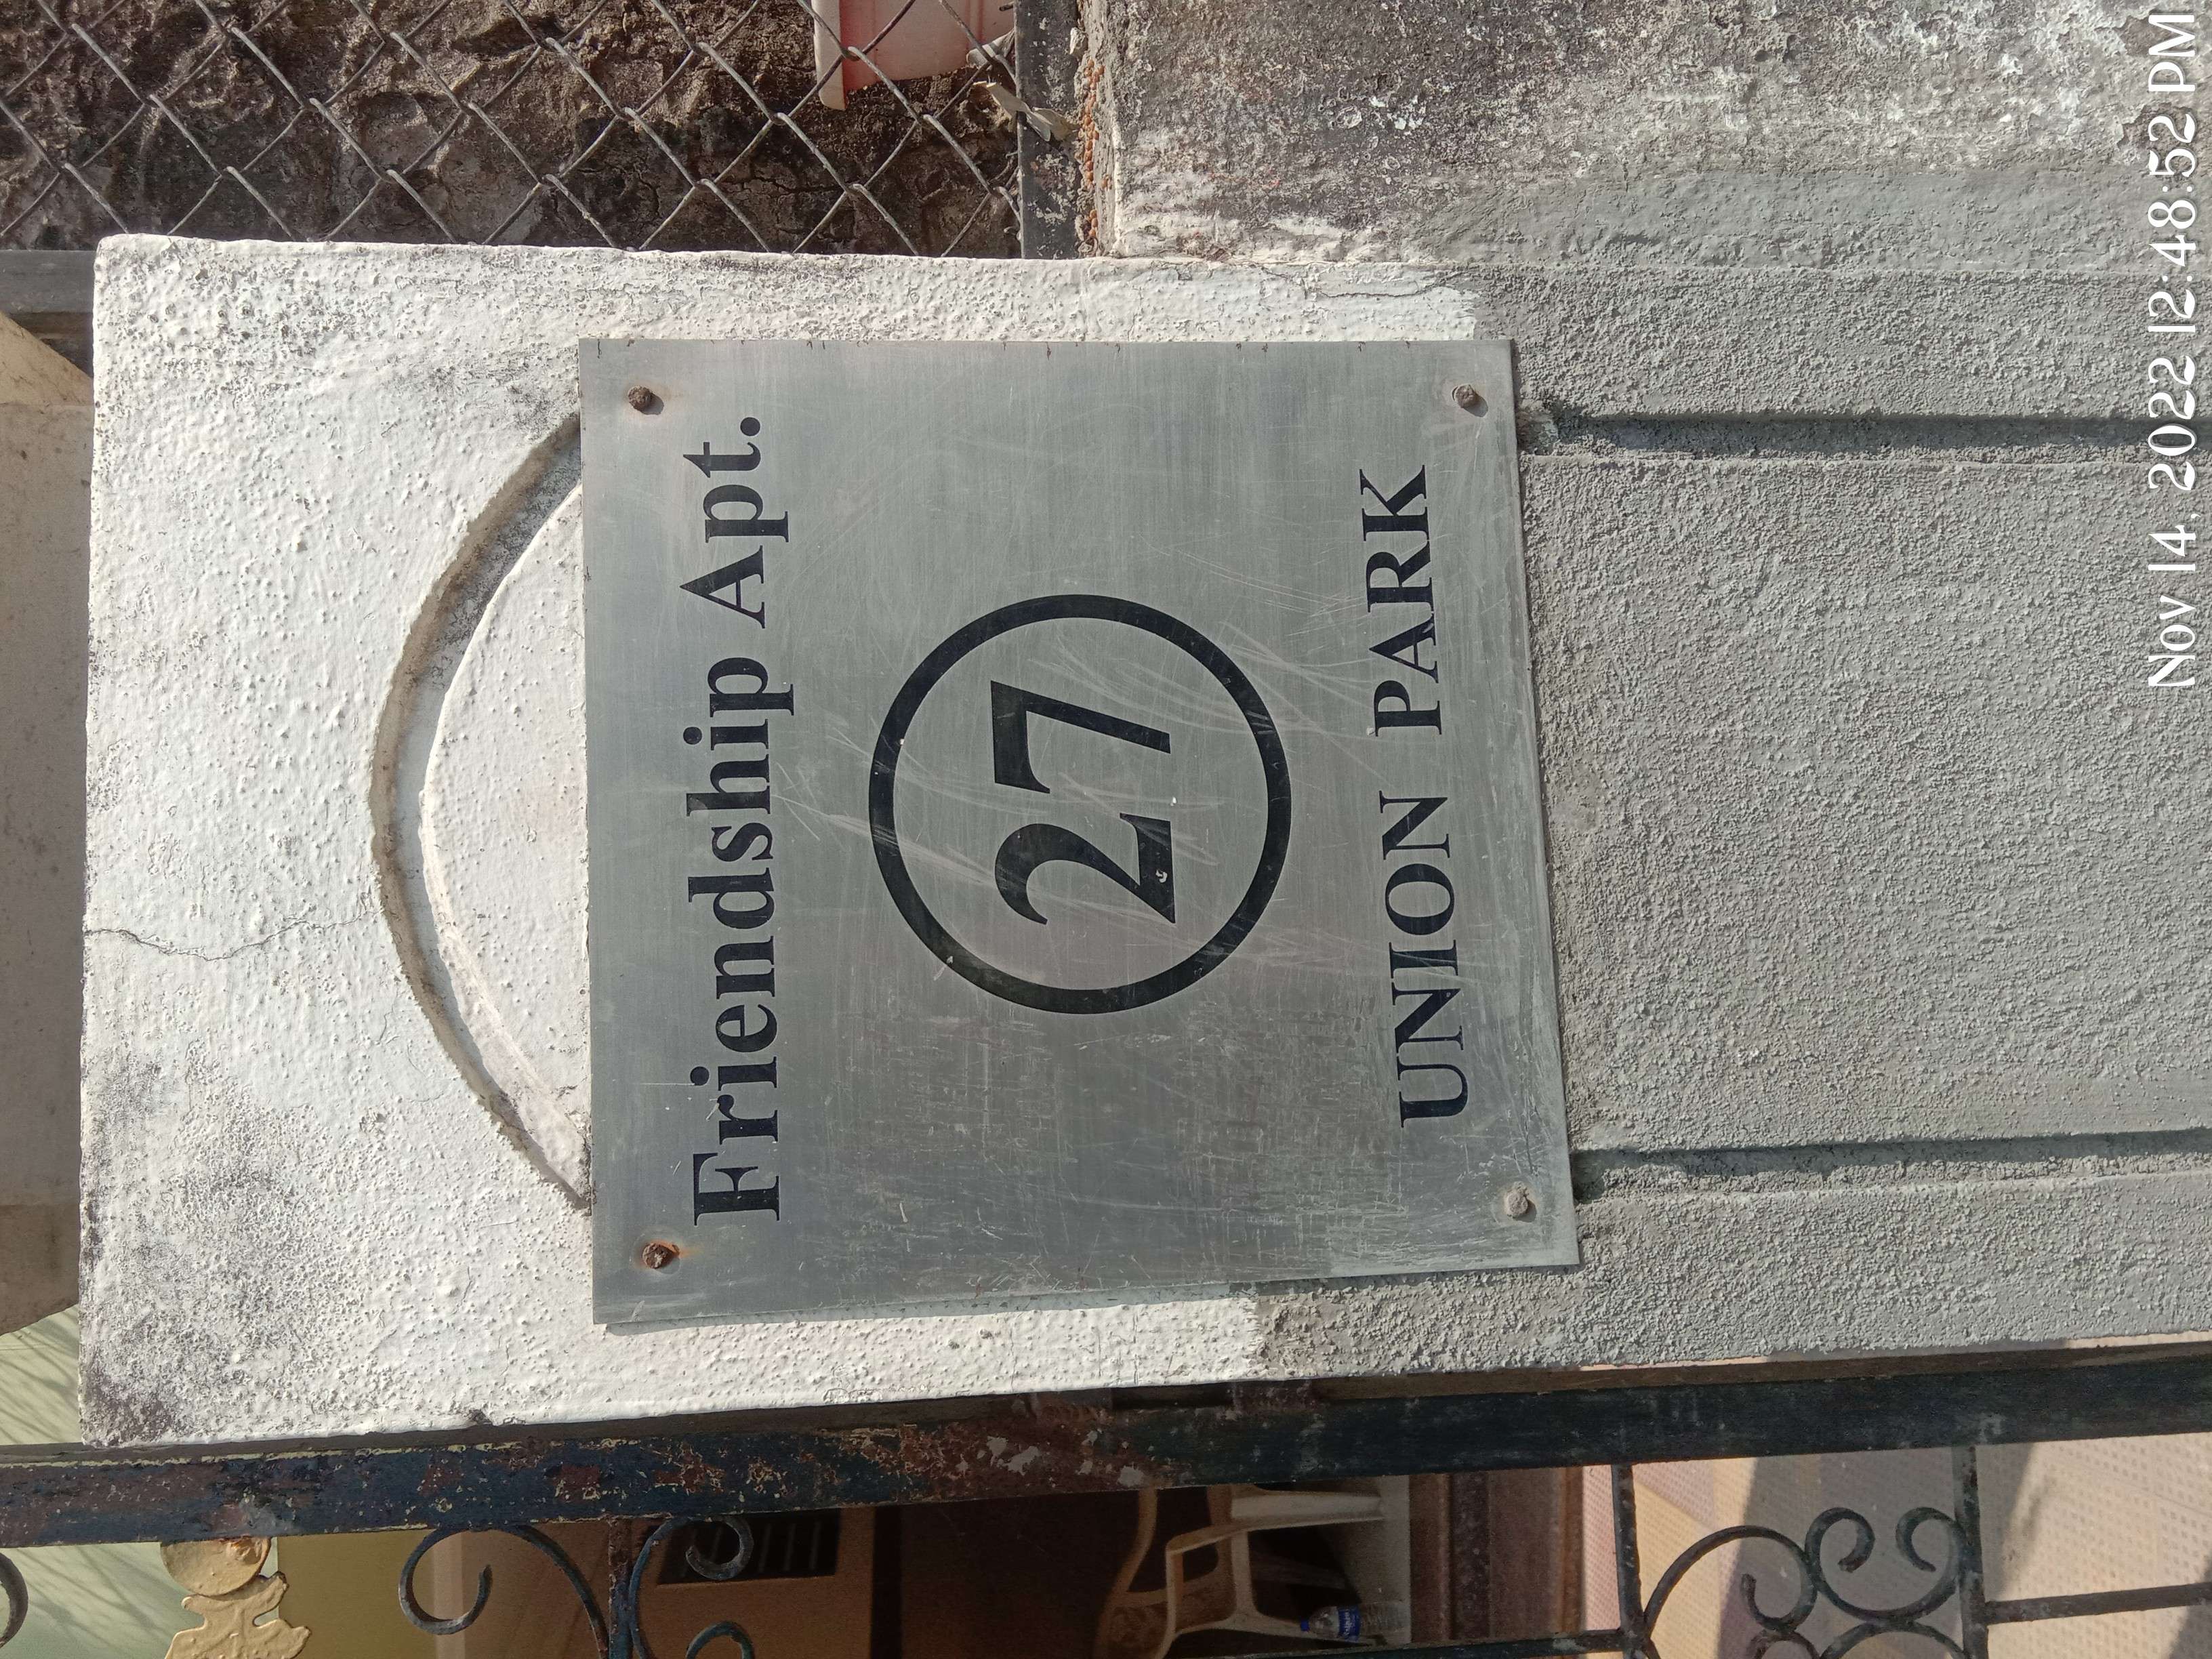 Friendship Apt.
27
UNION PARK
Nov 14, 2022 12:48:52 PM